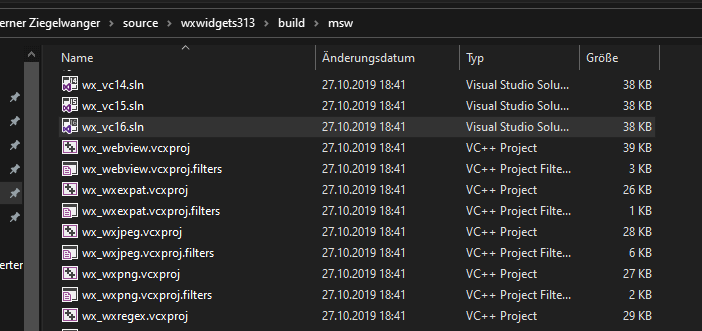 erner Ziegelwanger > source > wxwidgets313 > build > msw
Name Änderungsdatum Typ Größe
wx_vc14.sln 27.10.2019 18:41 Visual Studio Solu... 38 KB
wx_vc15.sln 27.10.2019 18:41 Visual Studio Solu... 38 KB
wx_vc16.sln 27.10.2019 18:41 Visual Studio Solu... 38 KB
wx_webview.vcxproj 27.10.2019 18:41 VC++ Project 39 KB
wx_webview.vcxproj.filters 27.10.2019 18:41 VC++ Project Filte... 3 KB
wx_wxexpat.vcxproj 27.10.2019 18:41 VC++ Project 26 KB
wx_wxexpat.vcxproj.filters 27.10.2019 18:41 VC++ Project Filte... 1 KB
wx_wxjpeg.vcxproj 27.10.2019 18:41 VC++ Project 28 KB
wx_wxjpeg.vcxproj.filters 27.10.2019 18:41 VC++ Project Filte... 6 KB
erter
wx_wxpng.vcxproj 27.10.2019 18:41 VC++ Project 27 KB
wx_wxpng.vcxproj.filters 27.10.2019 18:41 VC++ Project Filte... 2 KB
wx_wxregex.vcxproj 27.10.2019 18:41 VC++ Project 29 KB